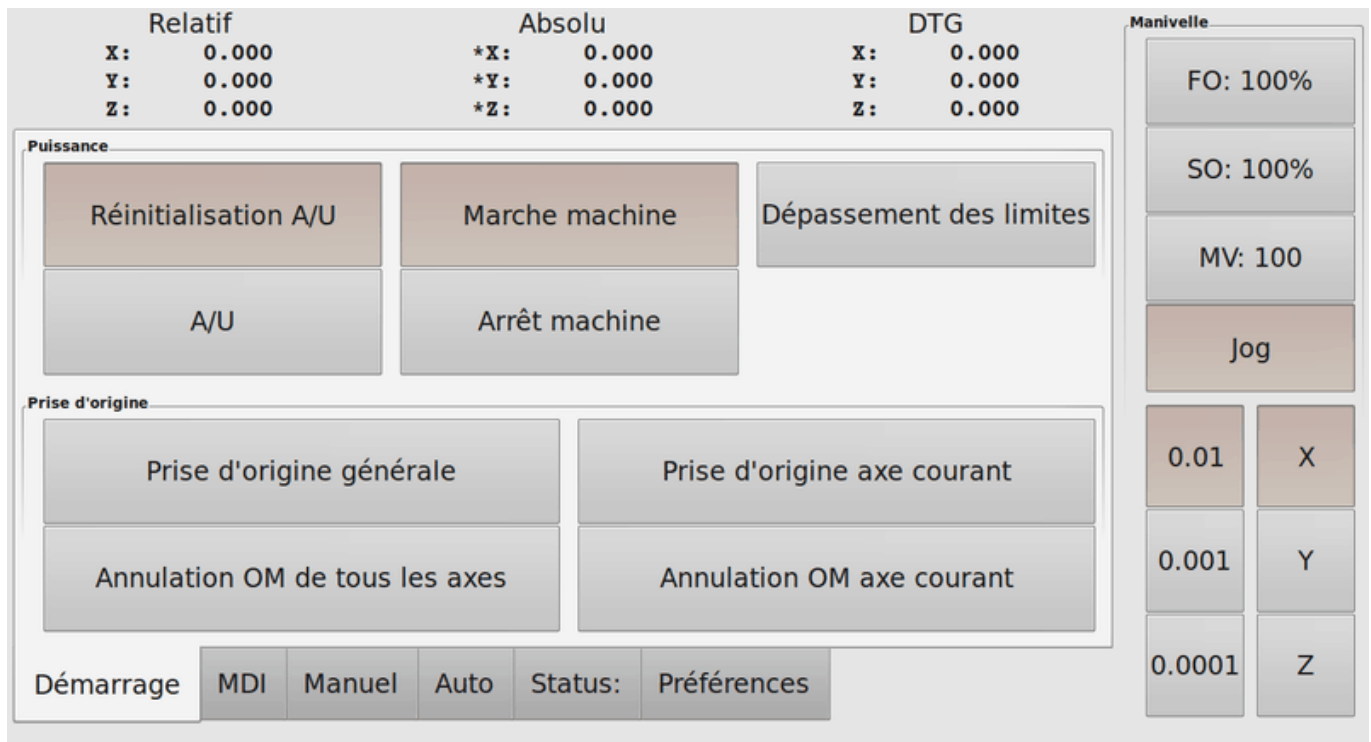 Relatif Absolu DTG Manivelle
X: 0.000 *X: 0.000 X: 0.000
Y: 0.000 *Y: 0.000 Y: 0.000
Z: 0.000 *Z: 0.000 Z: 0.000
FO: 100%
SO: 100%
MV: 100
Jog
0.01 X
0.001 Y
0.0001 Z
Puissance
Réinitialisation A/U Marche machine Dépassement des limites
A/U Arrêt machine
Prise d'origine
Prise d'origine générale Prise d'origine axe courant
Annulation OM de tous les axes Annulation OM axe courant
Démarrage MDI Manuel Auto Status: Préférences